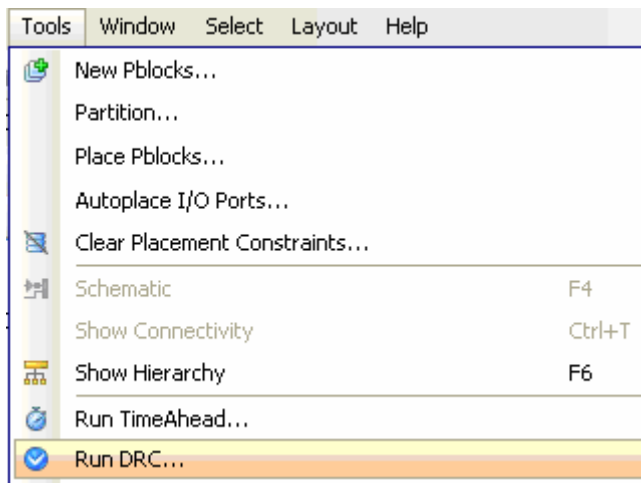 Tools Window Select Layout Help
New Pblocks...
Partition...
Place Pblocks...
Autoplace I/O Ports...
Clear Placement Constraints...
Schematic F4
Show Connectivity Ctrl+T
Show Hierarchy F6
Run TimeAhead...
Run DRC...